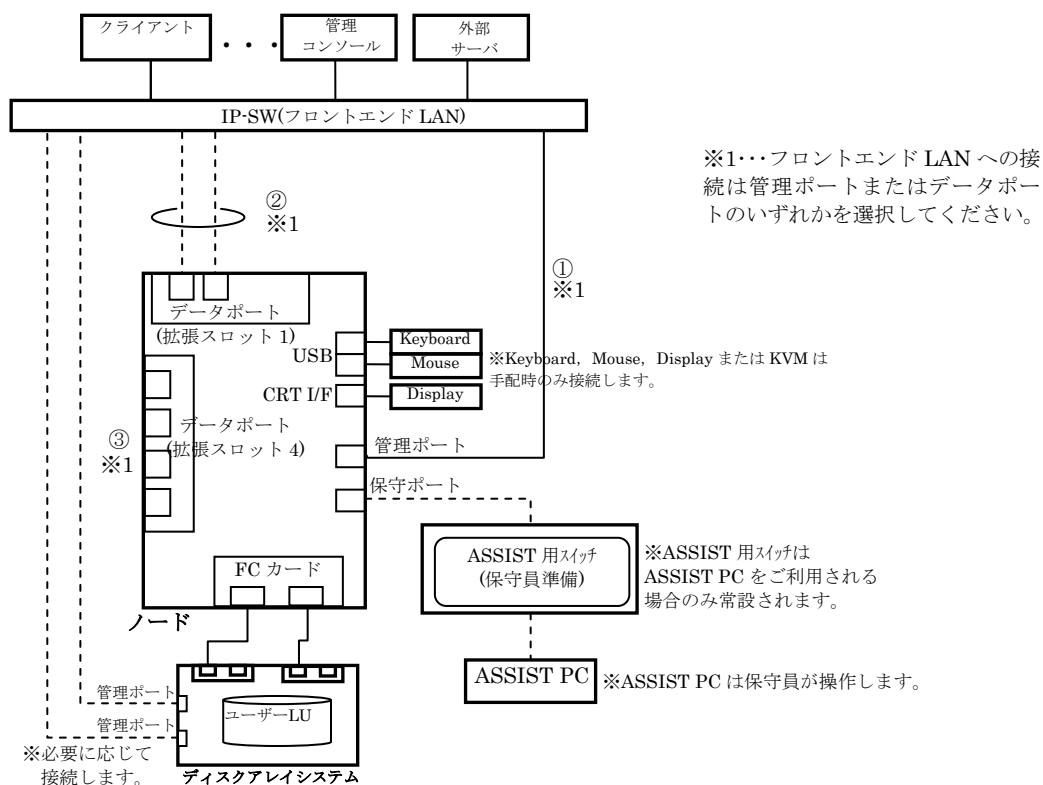 クライアント
・・・
管理
コンソール
外部
サーバ
IP-SW(フロントエンド LAN)
※1･･･フロントエンド LAN への接
続は管理ポートまたはデータポー
トのいずれかを選択してください。
②
※1
①
※1
データポート
(拡張スロット 1)
USB
Keyboard
Mouse
※Keyboard，Mouse，Display または KVM は
手配時のみ接続します。
CRT I/F
Display
データポート
(拡張スロット 4)
③
※1
管理ポート
保守ポート
ASSIST 用ｽｲｯﾁ
(保守員準備)
※ASSIST 用ｽｲｯﾁは
ASSIST PC をご利用される
場合のみ常設されます。
FC カード
ノード
ASSIST PC
※ASSIST PC は保守員が操作します。
管理ポート
管理ポート
ユーザーLU
※必要に応じて
接続します。
ディスクアレイシステム